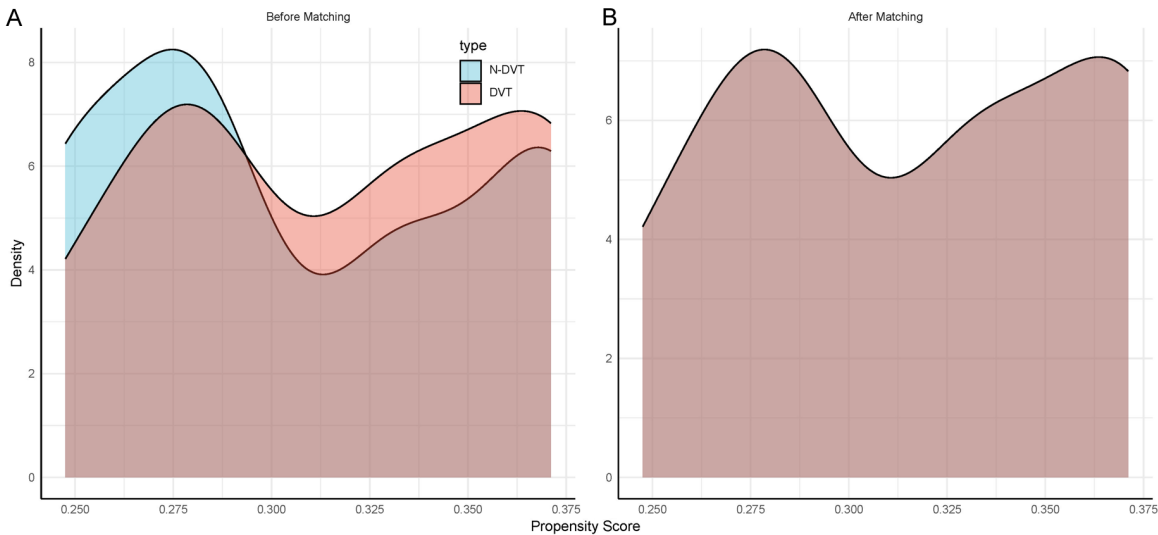 A
Before Matching
B
After Matching
type
N-DVT
DVT
Density
8
6
4
2
0
6
4
2
0
0.250
0.275
0.300
0.325
0.350
0.375
0.250
0.275
0.300
0.325
0.350
0.375
Propensity Score